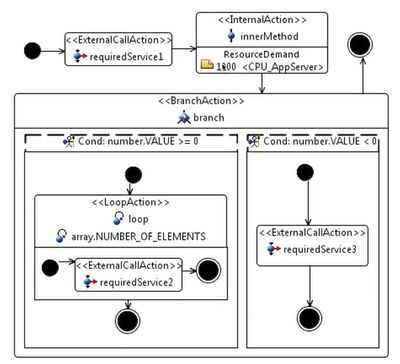 <<InternalAction>>
innerMethod
<<ExternalCallAction>>
requiredService1
ResourceDemand
<CPU_AppServer>
<<BranchAction>>
branch
Cond: number.VALUE >= 0
Cond: number.VALUE < 0
<<LoopAction>>
loop
array.NUMBER_OF_ELEMENTS
<<ExternalCallAction>>
requiredService3
<<ExternalCallAction>>
requiredService2